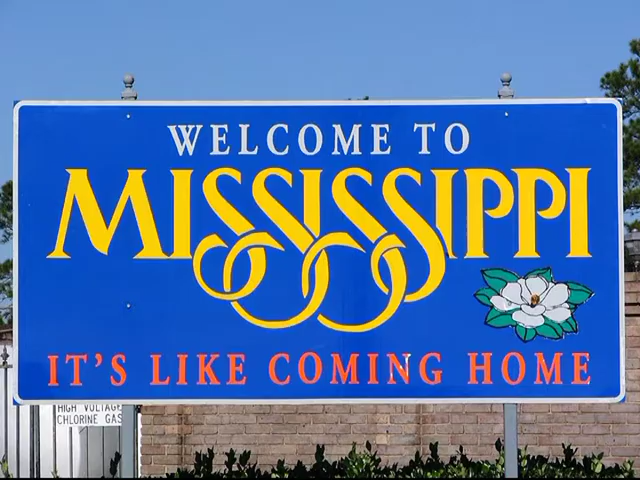 WELCOME TO
MISSISSIPPI
IT'S LIKE COMING HOME
HIGH VOLTAGE
CHLORINE GAS